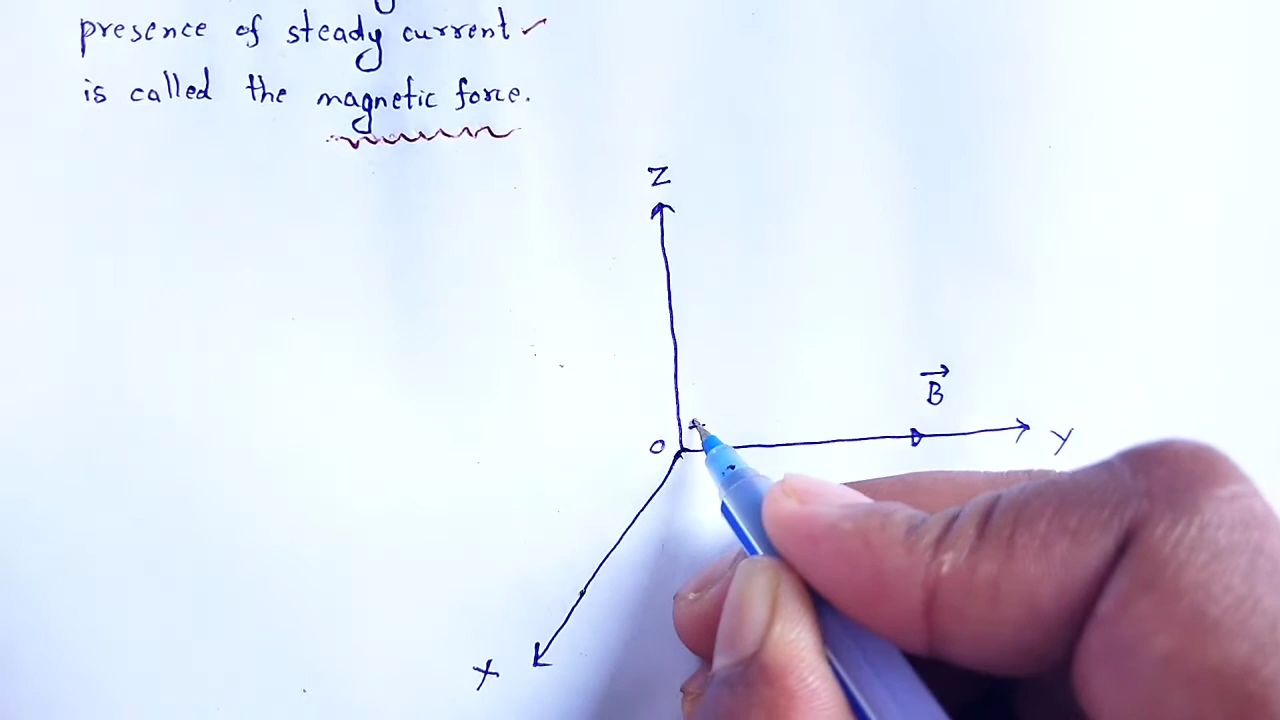 presence of steady current
is called the magnetic force.
Z
B
O
Y
X